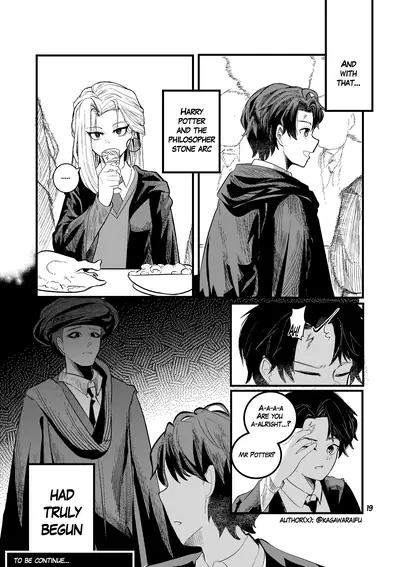 AND
WITH
THAT...
HARRY
POTTER
AND THE
PHILOSOPHER
STONE ARC
......
AH!
A-A-A-A
ARE YOU
A-ALRIGHT...?
MR POTTER?
19
AUTHOR(X): @KAGAWARAIFU
HAD
TRULY
BEGUN
TO BE CONTINUE...